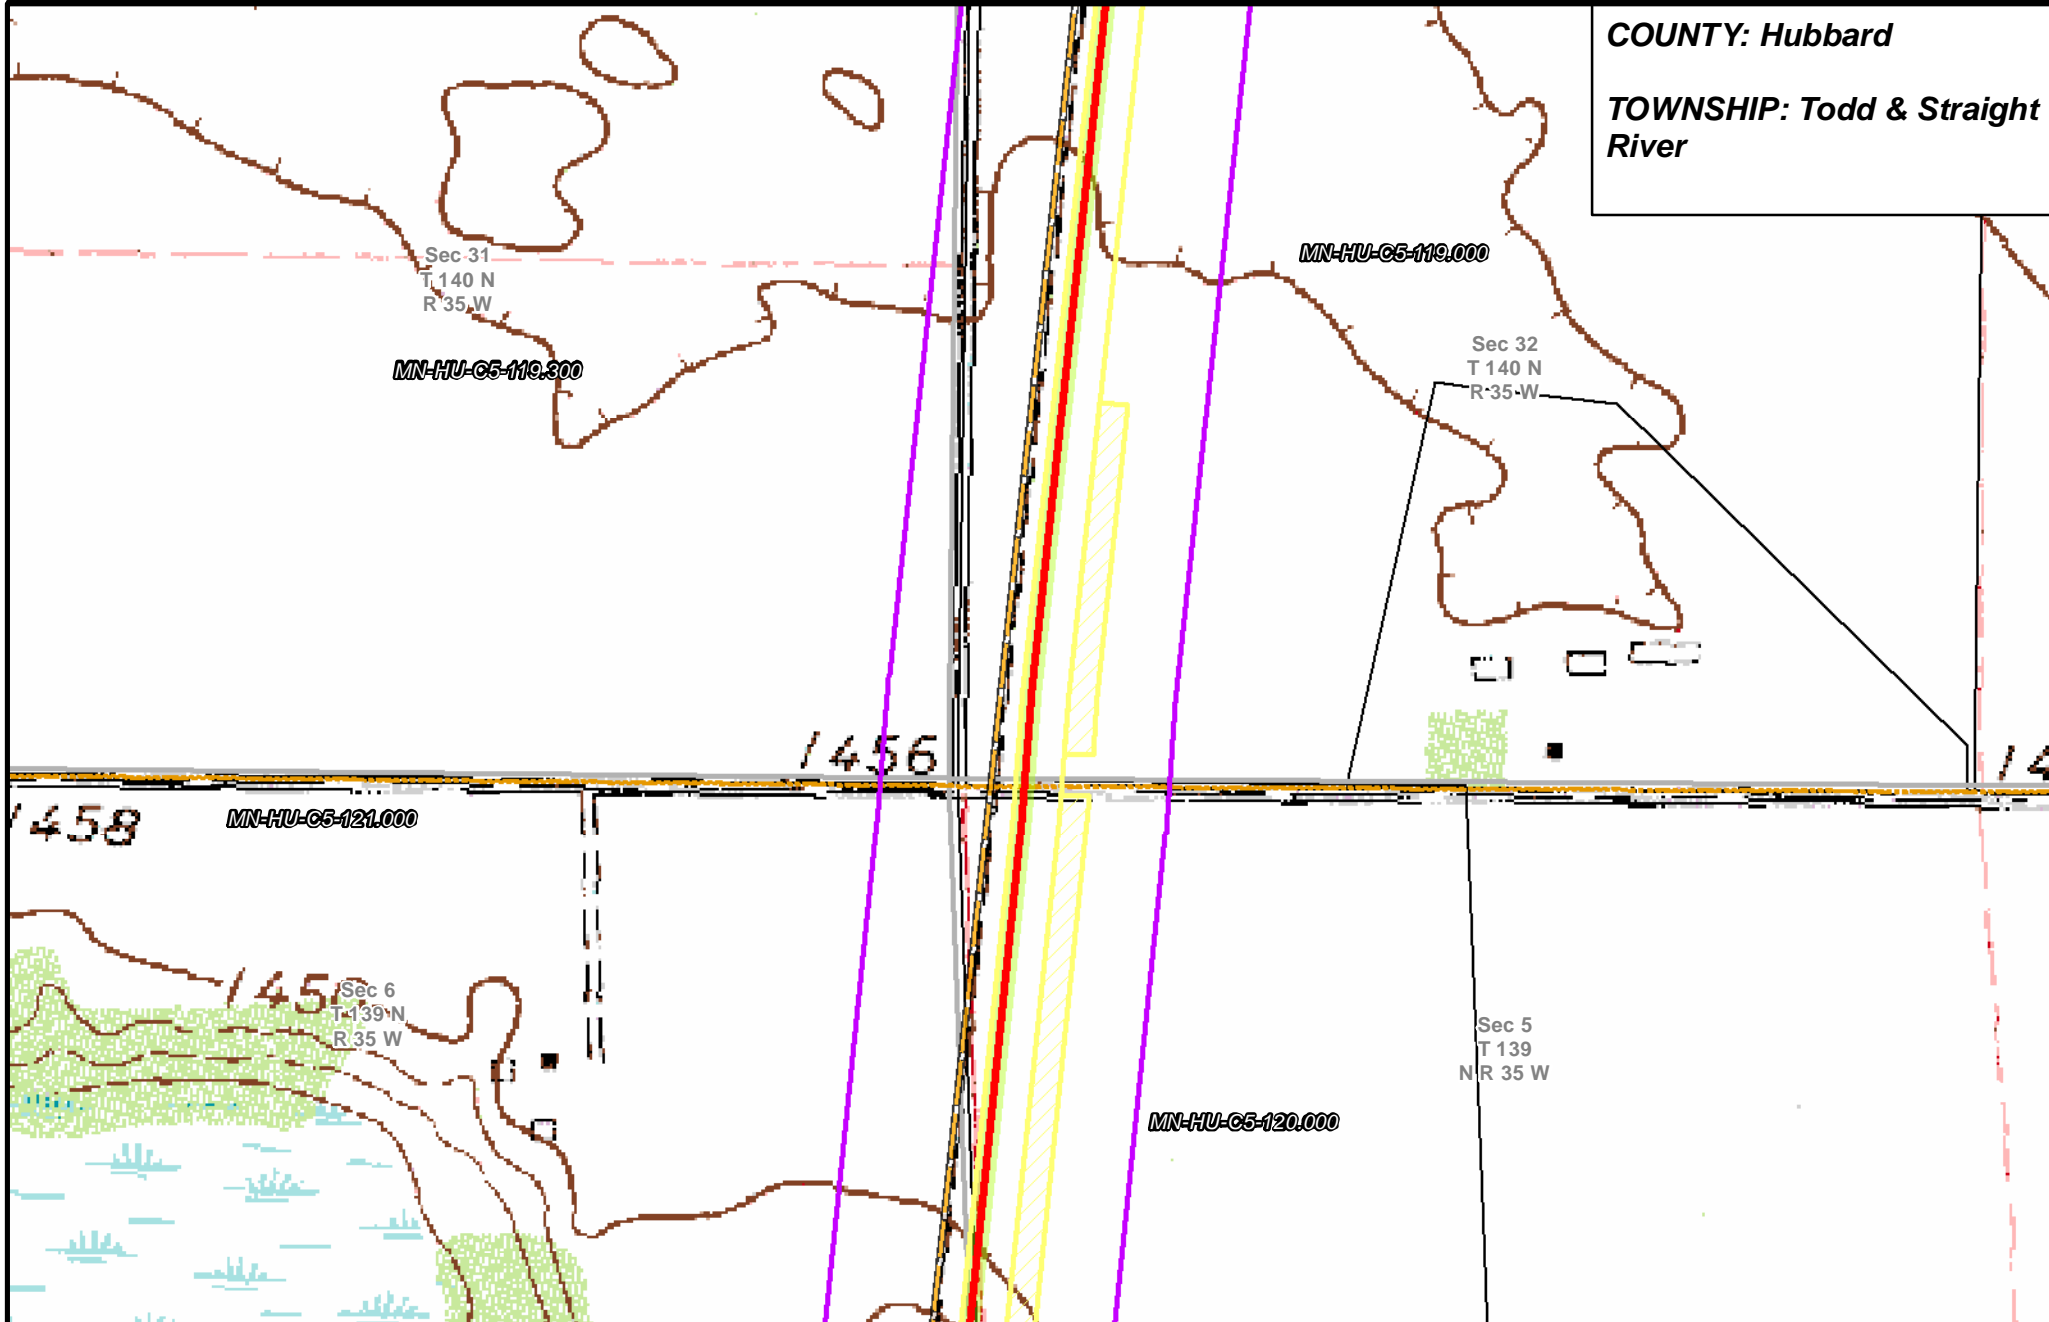 COUNTY: Hubbard
TOWNSHIP: Todd & Straight
River
MN-HU-C5-119.000
Sec 31
T 140 N
R 35 W
Sec 32
T 140 N
R 35 W
MN-HU-C5-119.300
1456
14
1458
MN-HU-C5-121.000
145
Sec 6
T 139 N
R 35 W
Sec 5
T 139
N R 35 W
MN-HU-C5-120.000